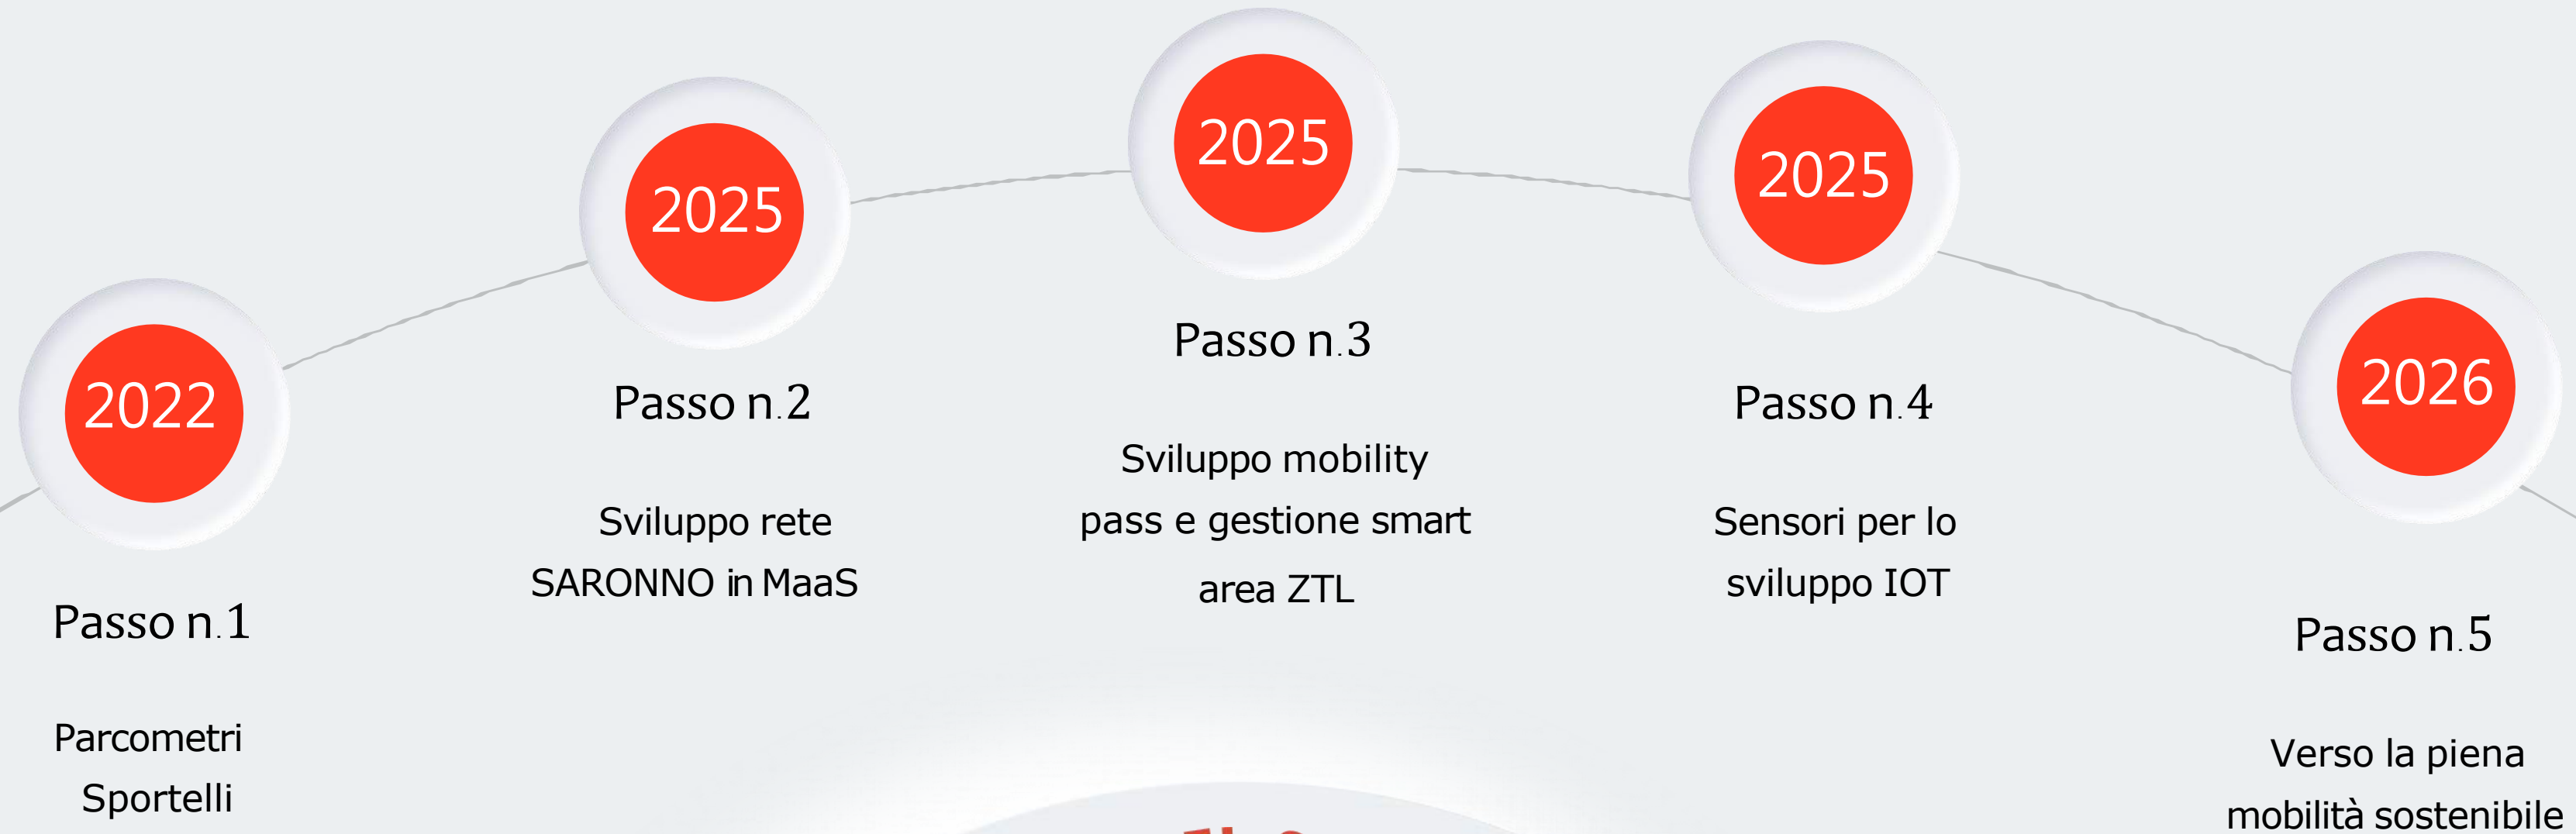 2022
Passo n.1
Parcometri
Sportelli
2025
Passo n.2
Sviluppo rete
SARONNO in MaaS
2025
Passo n.3
Sviluppo mobility
pass e gestione smart
area ZTL
2025
Passo n.4
Sensori per lo
sviluppo IOT
2026
Passo n.5
Verso la piena
mobilità sostenibile